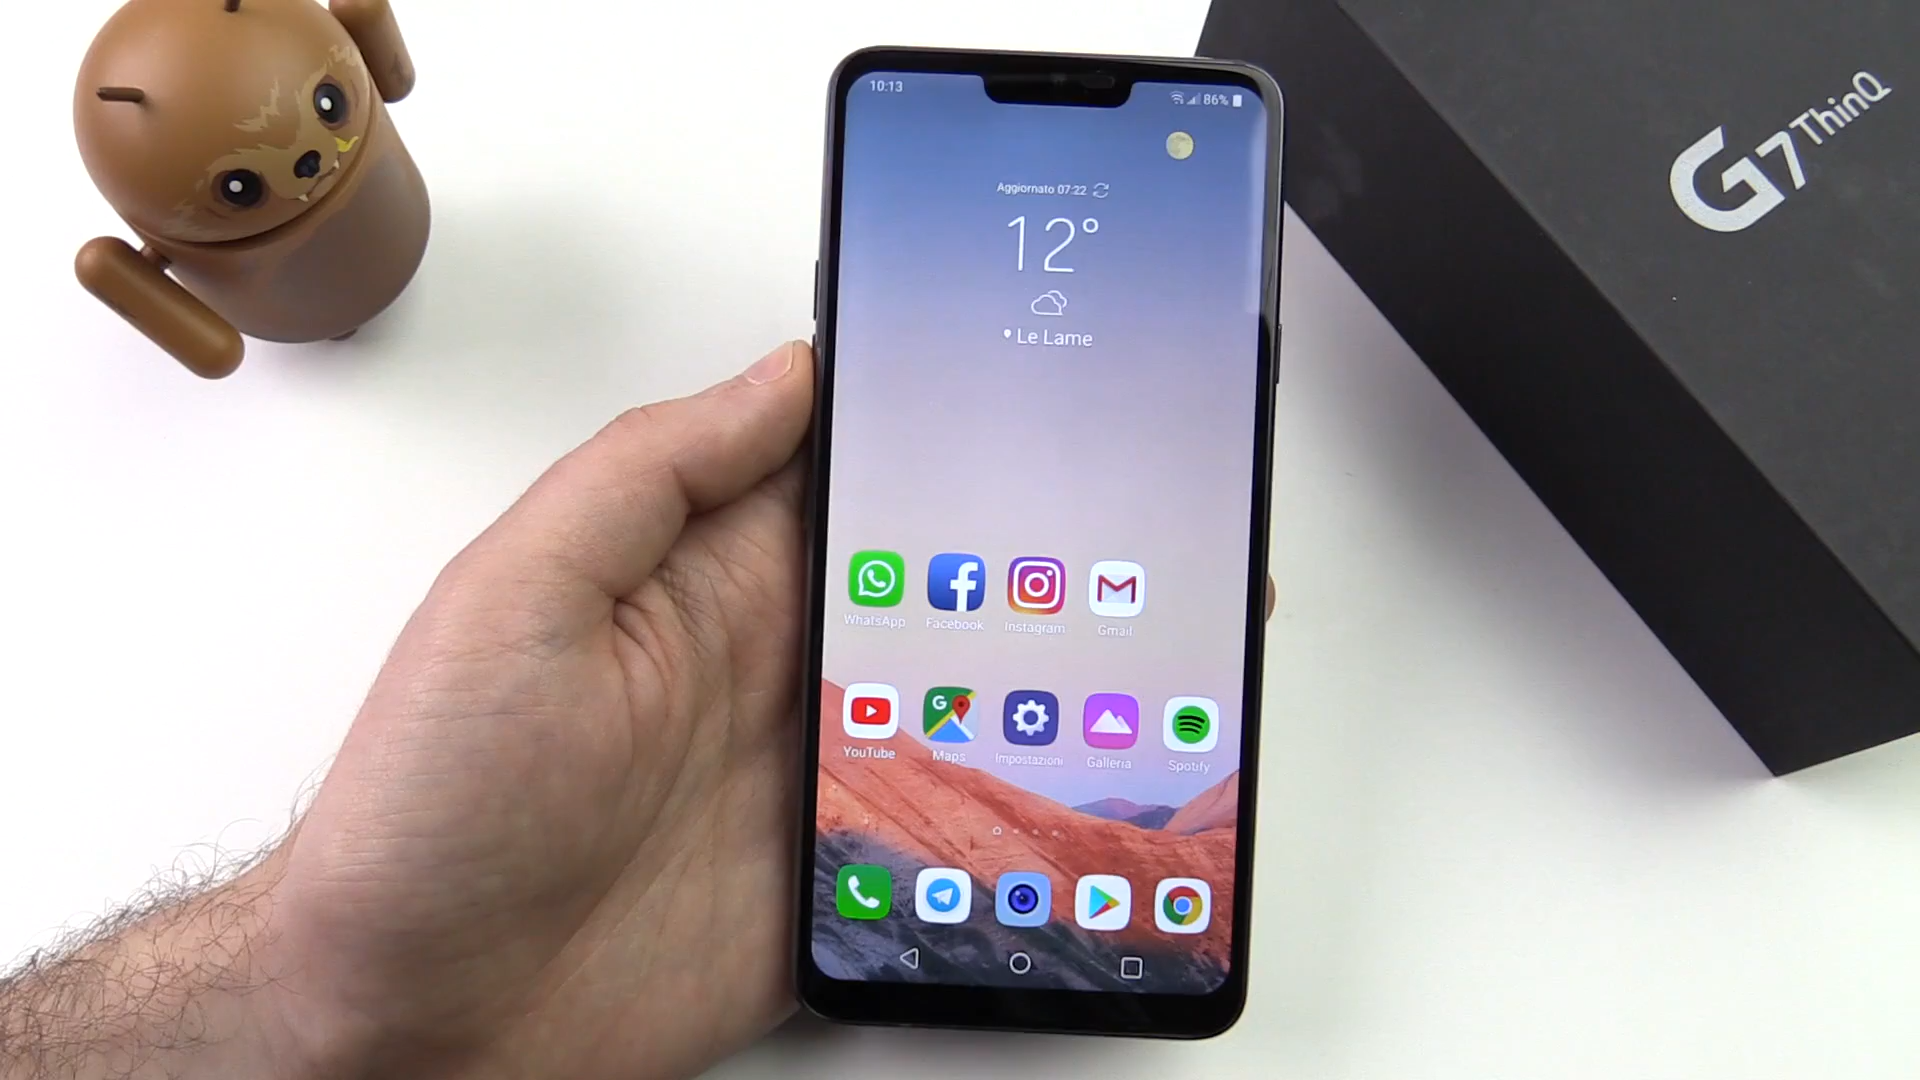 10:13
86%
Aggiornato 07:22
12°
Le Lame
WhatsApp
Facebook
Instagram
Gmail
YouTube
Maps
Impostazioni
Galleria
Spotify
G7 ThinQ